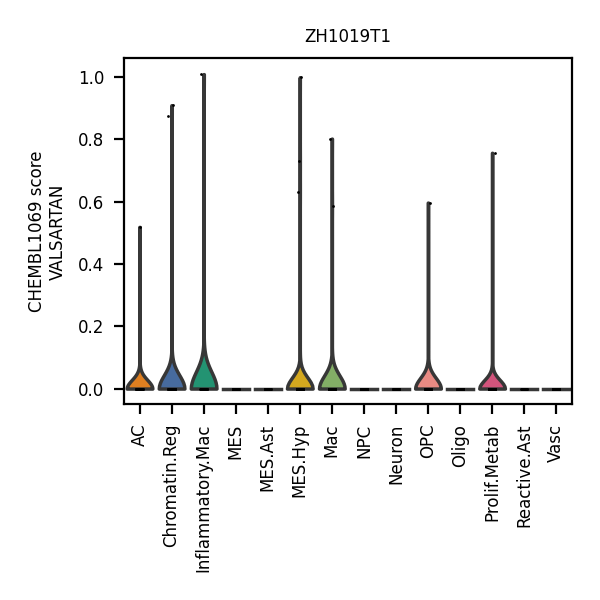 ZH1019T1
CHEMBL1069 score
VALSARTAN
1.0
0.8
0.6
0.4
0.2
0.0
AC
Chromatin.Reg
Inflammatory.Mac
MES
MES.Ast
MES.Hyp
Mac
NPC
Neuron
OPC
Oligo
Prolif.Metab
Reactive.Ast
Vasc